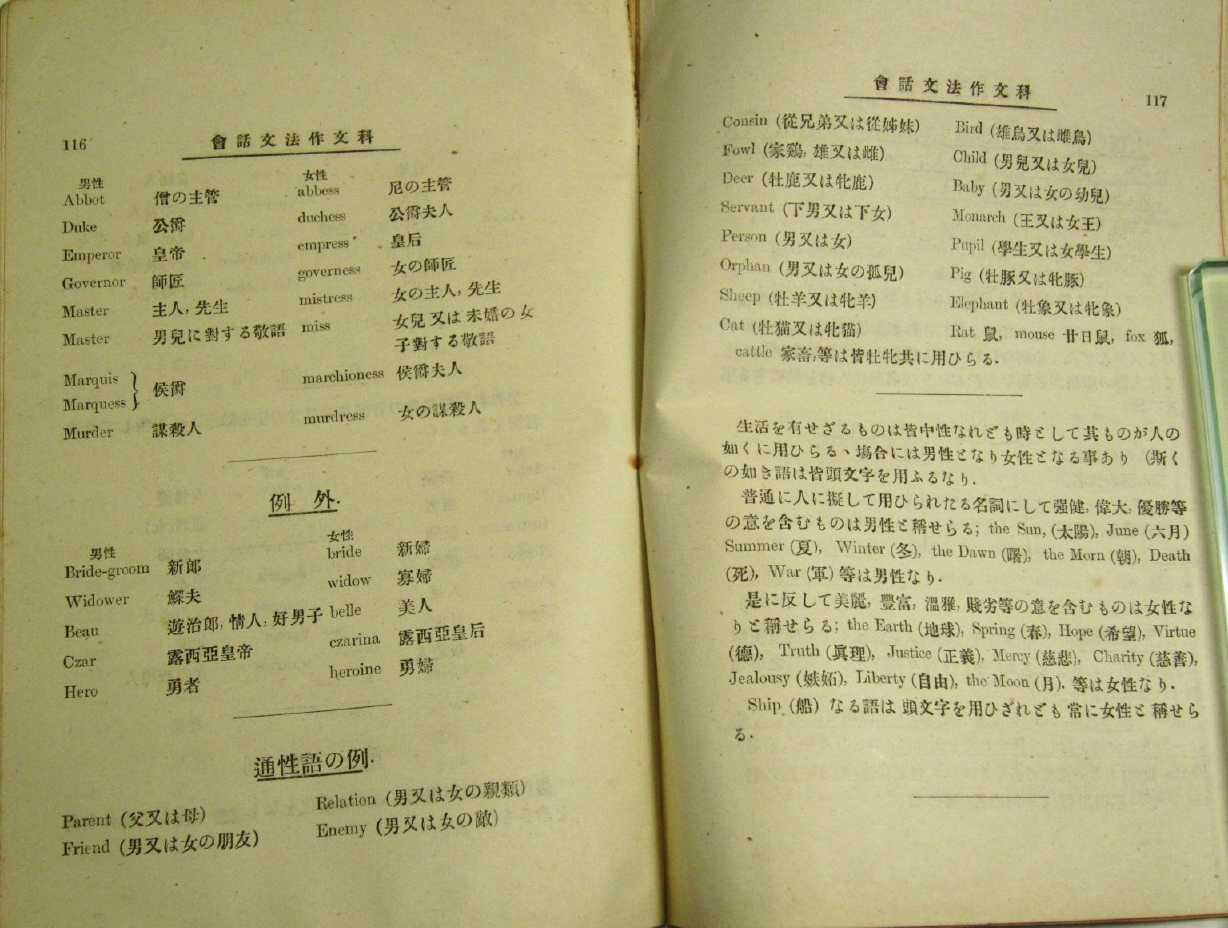 116
會話文法作文科
男性 女性
Abbot 僧の主管 abbess 尼の主管
Duke 公爵 duchess 公爵夫人
Emperor 皇帝 empress 皇后
Governor 師匠 governess 女の師匠
Master 主人, 先生 mistress 女の主人, 先生
Master 男兒に對する敬語 miss 女兒 又は 未婚の女
子對する敬語
Marquis
Marquess } 侯爵 marchioness 侯爵夫人
Murder 謀殺人 murdress 女の謀殺人
例外.
男性 女性
Bride-groom 新郎 bride 新婦
Widower 鰥夫 widow 寡婦
Beau 遊治郎, 情人, 好男子 belle 美人
Czar 露西亞皇帝 czarina 露西亞皇后
Hero 勇者 heroine 勇婦
通性語の例.
Parent (父又は母) Relation (男又は女の親類)
Friend (男又は女の朋友) Enemy (男又は女の敵)
會話文法作文科
117
Consin (從兄弟又は從姊妹) Bird (雄鳥又は雌鳥)
Fowl (家鷄, 雄又は雌) Child (男兒又は女兒)
Deer (牡鹿又は牝鹿) Baby (男又は女の幼兒)
Servant (下男又は下女) Monarch (王又は女王)
Person (男又は女) Pupil (學生又は女學生)
Orphan (男又は女の孤兒) Pig (牡豚又は牝豚)
Sheep (牡羊又は牝羊) Elephant (牡象又は牝象)
Cat (牡猫又は牝猫) Rat 鼠, mouse 廿日鼠, fox 狐,
cattle 家畜, 等は皆牡牝共に用ひらる.
生活を有せざるものは皆中性なれども時として其ものが人の
如くに用ひらる、塲合には男性となり女性となる事あり (斯く
の如き語は皆頭文字を用ふるなり.
普通に人に擬して用ひられたる名詞にして强健, 偉大, 優勝等
の意を含むものは男性と稱せらる; the Sun, (太陽), June (六月)
Summer (夏), Winter (冬), the Dawn (曙), the Morn (朝), Death
(死), War (軍) 等は男性なり.
是に反して美麗, 豐富, 溫雅, 賤劣等の意を含むものは女性な
りと稱せらる; the Earth (地球), Spring (春), Hope (希望), Virtue
(德), Truth (眞理), Justice (正義), Mercy (慈悲), Charity (慈善),
Jealousy (嫉妬), Liberty (自由), the Moon (月). 等は女性なり.
Ship (船) なる語は 頭文字を用ひざれども 常に女性と稱せら
る.